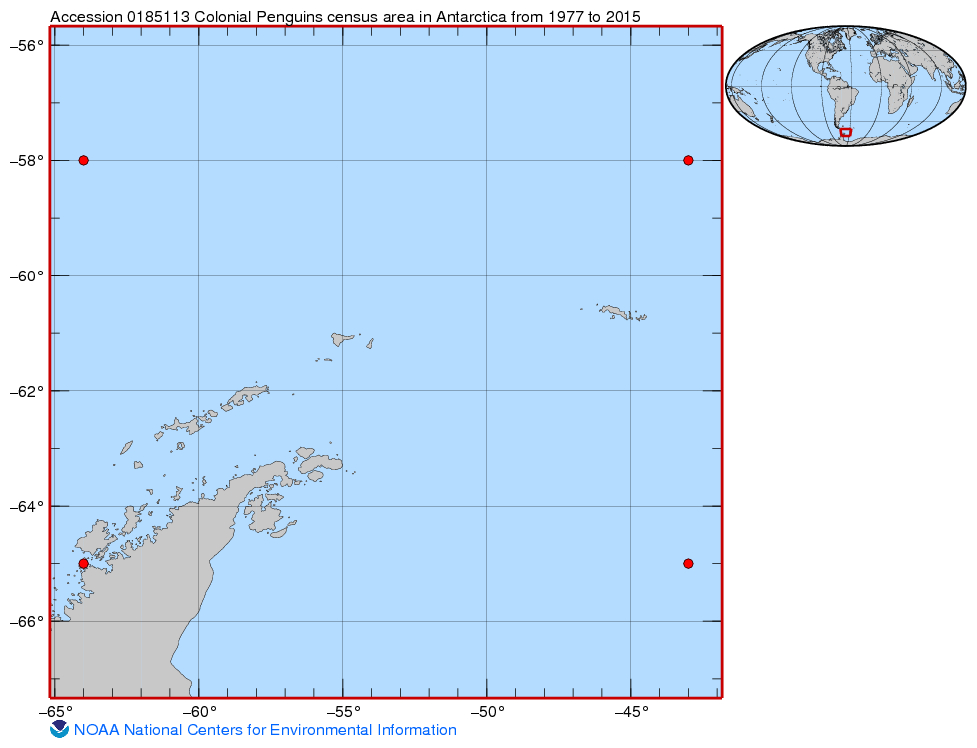 Accession 0185113 Colonial Penguins census area in Antarctica from 1977 to 2015
−56°
−58°
−60°
−62°
−64°
−66°
−65° −60° −55° −50° −45°
NOAA National Centers for Environmental Information